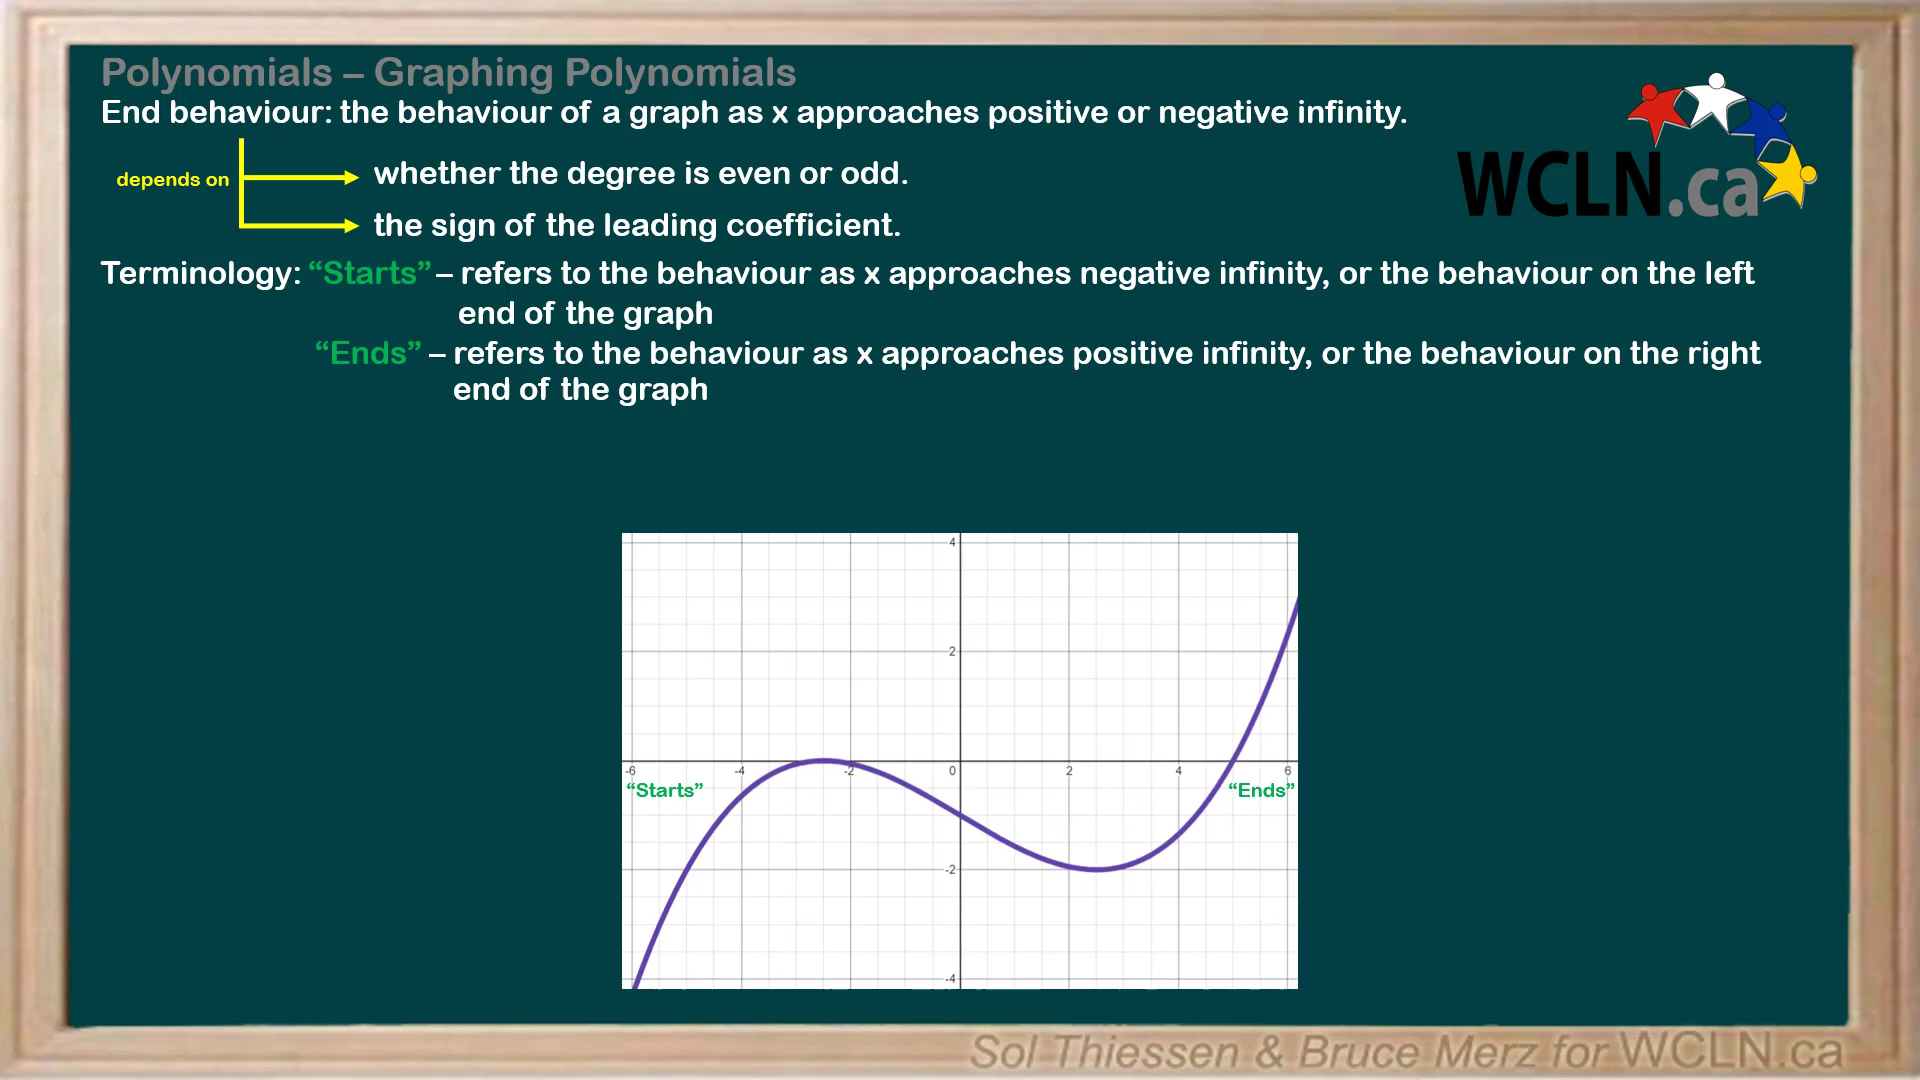 Polynomials – Graphing Polynomials
End behaviour: the behaviour of a graph as x approaches positive or negative infinity.
depends on
whether the degree is even or odd.
the sign of the leading coefficient.
WCLN.ca
Terminology: “Starts” – refers to the behaviour as x approaches negative infinity, or the behaviour on the left
end of the graph
“Ends” – refers to the behaviour as x approaches positive infinity, or the behaviour on the right
end of the graph
4
2
-6 -4 -2 0 2 4 6
“Starts” “Ends”
-2
-4
Sol Thiessen & Bruce Merz for WCLN.ca